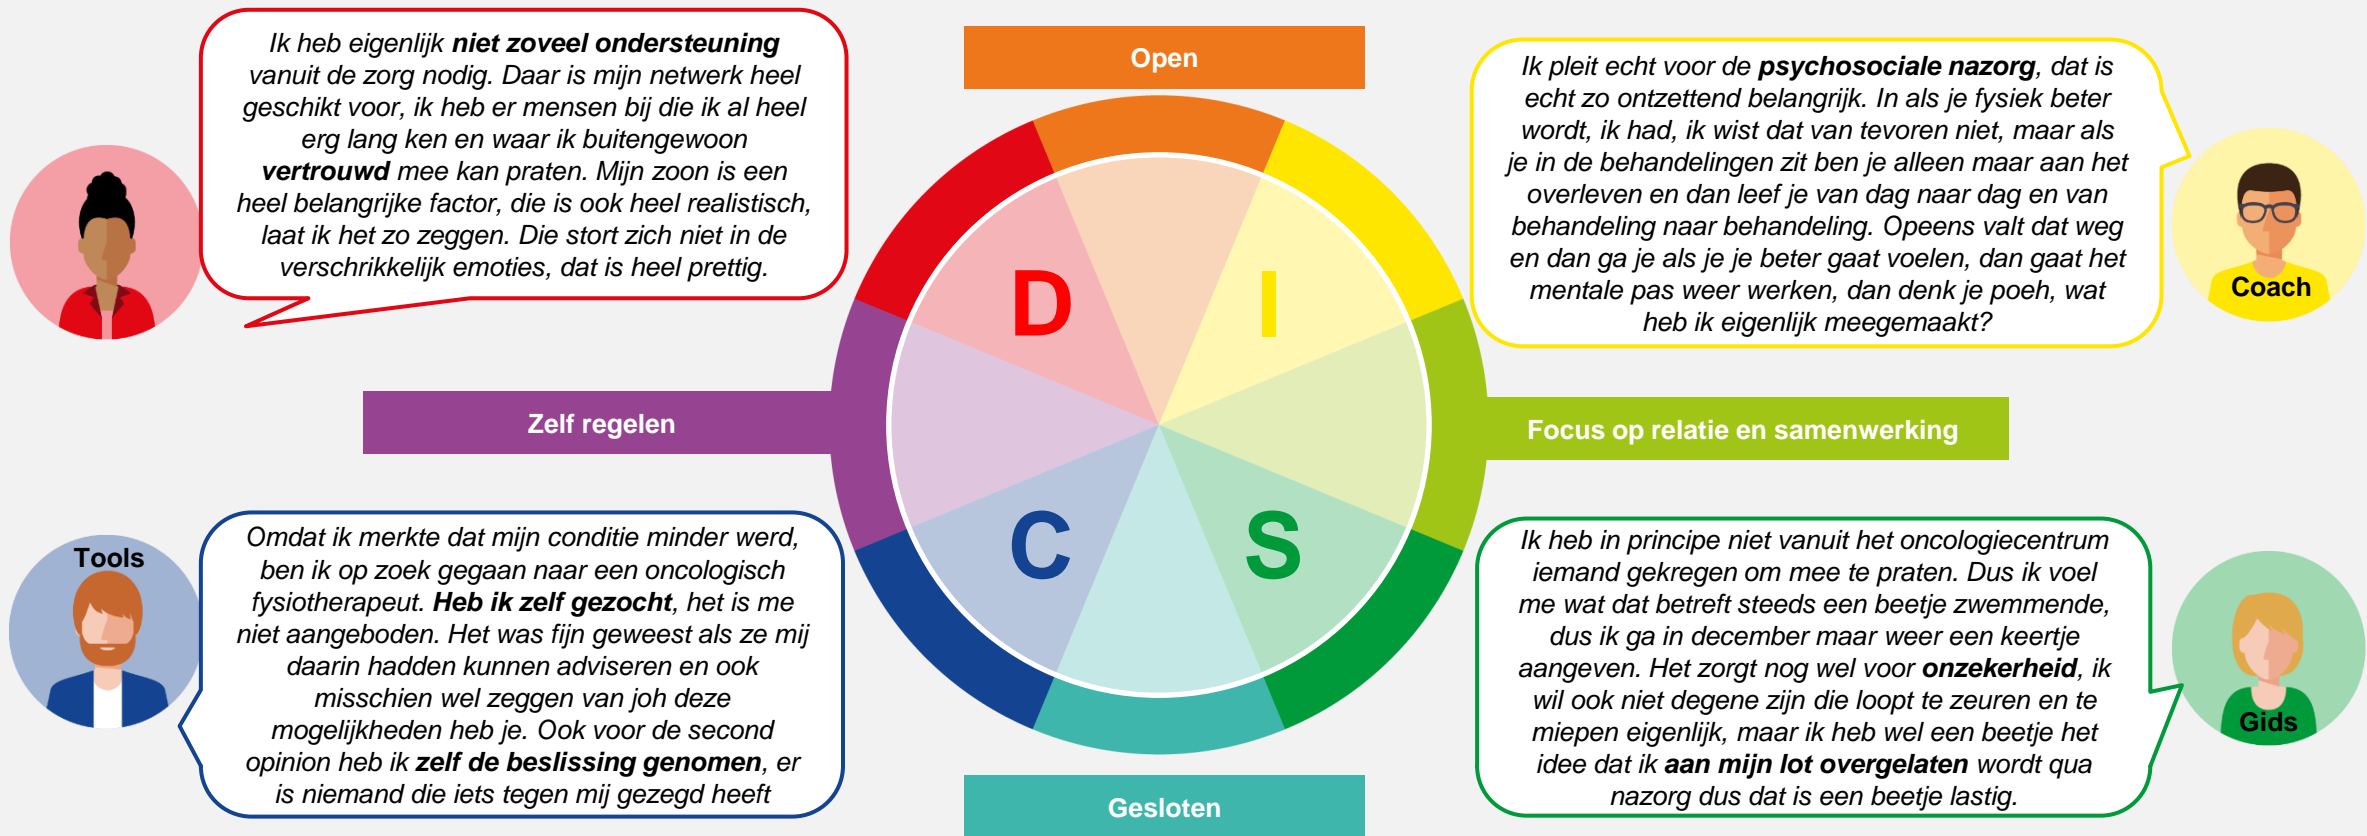 Ik heb eigenlijk niet zoveel ondersteuning
vanuit de zorg nodig. Daar is mijn netwerk heel
geschikt voor, ik heb er mensen bij die ik al heel
erg lang ken en waar ik buitengewoon
vertrouwd mee kan praten. Mijn zoon is een
heel belangrijke factor, die is ook heel realistisch,
laat ik het zo zeggen. Die stort zich niet in de
verschrikkelijk emoties, dat is heel prettig.
Open
Ik pleit echt voor de psychosociale nazorg, dat is
echt zo ontzettend belangrijk. In als je fysiek beter
wordt, ik had, ik wist dat van tevoren niet, maar als
je in de behandelingen zit ben je alleen maar aan het
overleven en dan leef je van dag naar dag en van
behandeling naar behandeling. Opeens valt dat weg
en dan ga je als je je beter gaat voelen, dan gaat het
mentale pas weer werken, dan denk je poeh, wat
heb ik eigenlijk meegemaakt?
Coach
D
I
Zelf regelen
Focus op relatie en samenwerking
C
S
Tools
Omdat ik merkte dat mijn conditie minder werd,
ben ik op zoek gegaan naar een oncologisch
fysiotherapeut. Heb ik zelf gezocht, het is me
niet aangeboden. Het was fijn geweest als ze mij
daarin hadden kunnen adviseren en ook
misschien wel zeggen van joh deze
mogelijkheden heb je. Ook voor de second
opinion heb ik zelf de beslissing genomen, er
is niemand die iets tegen mij gezegd heeft
Gesloten
Ik heb in principe niet vanuit het oncologiecentrum
iemand gekregen om mee te praten. Dus ik voel
me wat dat betreft steeds een beetje zwemmende,
dus ik ga in december maar weer een keertje
aangeven. Het zorgt nog wel voor onzekerheid, ik
wil ook niet degene zijn die loopt te zeuren en te
miepen eigenlijk, maar ik heb wel een beetje het
idee dat ik aan mijn lot overgelaten wordt qua
nazorg dus dat is een beetje lastig.
Gids